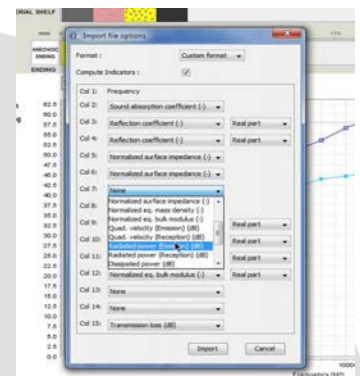 RIAL SHELF
ANECHOIC
ENDING
ENDINGS
Import file options
Format :
Custom format
Compute Indicators :
Col 1: Frequency
Col 2: Sound absorption coefficient (-)
Col 3: Reflection coefficient (-) Real part
Col 4: Reflection coefficient (-) Real part
Col 5: Normalized surface impedance (-)
Col 6: Normalized surface impedance (-)
Col 7: None
Normalized surface impedance (-)
Col 8: Normalized eq. mass density (-)
Normalized eq. bulk modulus (-)
Col 9: Quad. velocity (Emission) (dB) Real part
Quad. velocity (Reception) (dB)
Col 10: Radiated power (Emission) (dB) Real part
Col 11: Radiated power (Reception) (dB) Real part
Dissipated power (dB)
Col 12: Normalized eq. bulk modulus (-) Real part
Col 13: None
Col 14: None
Col 15: Transmission loss (dB)
Import Cancel
62.5
60.0
57.5
55.0
52.5
50.0
47.5
45.0
42.5
40.0
37.5
35.0
32.5
30.0
27.5
25.0
22.5
20.0
17.5
15.0
12.5
10.0
7.5
5.0
2.5
0.0
1000
Frequency (Hz)